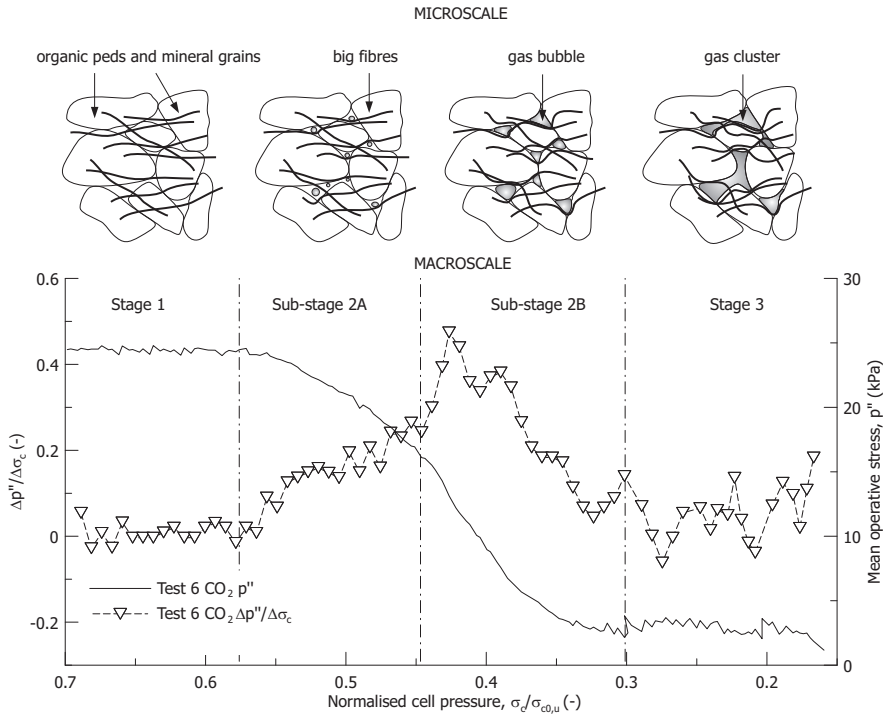 MICROSCALE
organic peds and mineral grains
big fibres
gas bubble
gas cluster
MACROSCALE
Stage 1
Sub-stage 2A
Sub-stage 2B
Stage 3
0.6
0.4
0.2
0
-0.2
Δp"/Δσc (-)
30
20
10
0
Mean operative stress, p" (kPa)
Test 6 CO₂ p"
Test 6 CO₂ Δp"/Δσc
0.7 0.6 0.5 0.4 0.3 0.2
Normalised cell pressure, σc/σc0,u (-)